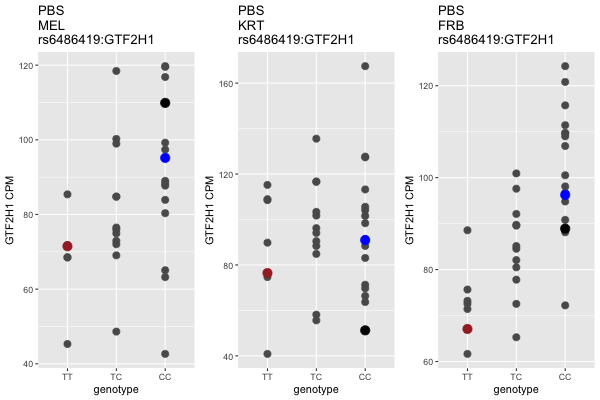 PBS
MEL
rs6486419:GTF2H1
120
100
80
60
40
GTF2H1 CPM
TT
TC
CC
genotype
PBS
KRT
rs6486419:GTF2H1
160
120
80
40
GTF2H1 CPM
TT
TC
CC
genotype
PBS
FRB
rs6486419:GTF2H1
120
100
80
60
GTF2H1 CPM
TT
TC
CC
genotype